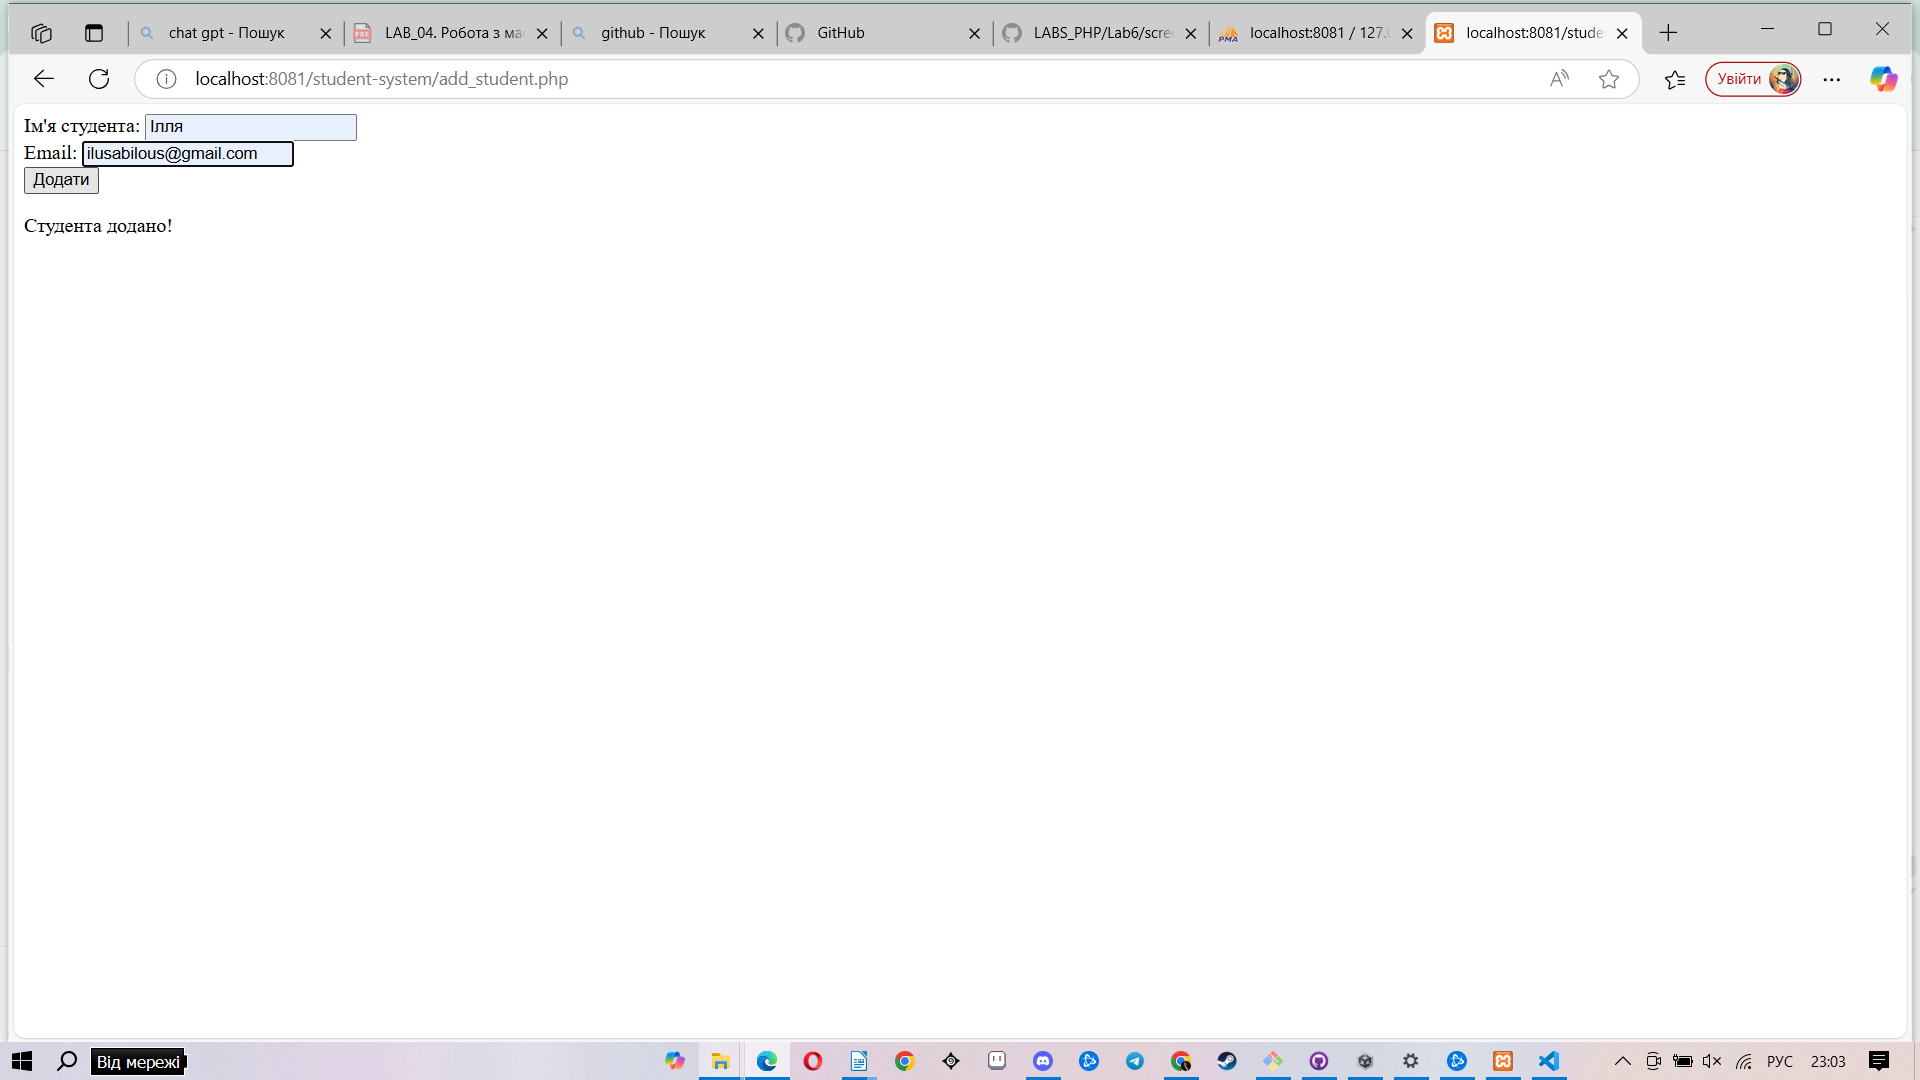 chat gpt - Пошук
LAB_04. Робота з ма
github - Пошук
GitHub
LABS_PHP/Lab6/scre
localhost:8081 / 127.0
localhost:8081/stude
localhost:8081/student-system/add_student.php
Увійти
Ім'я студента: Ілля
Email: ilusabilous@gmail.com
Додати
Студента додано!
Від мережі
РУС
23:03